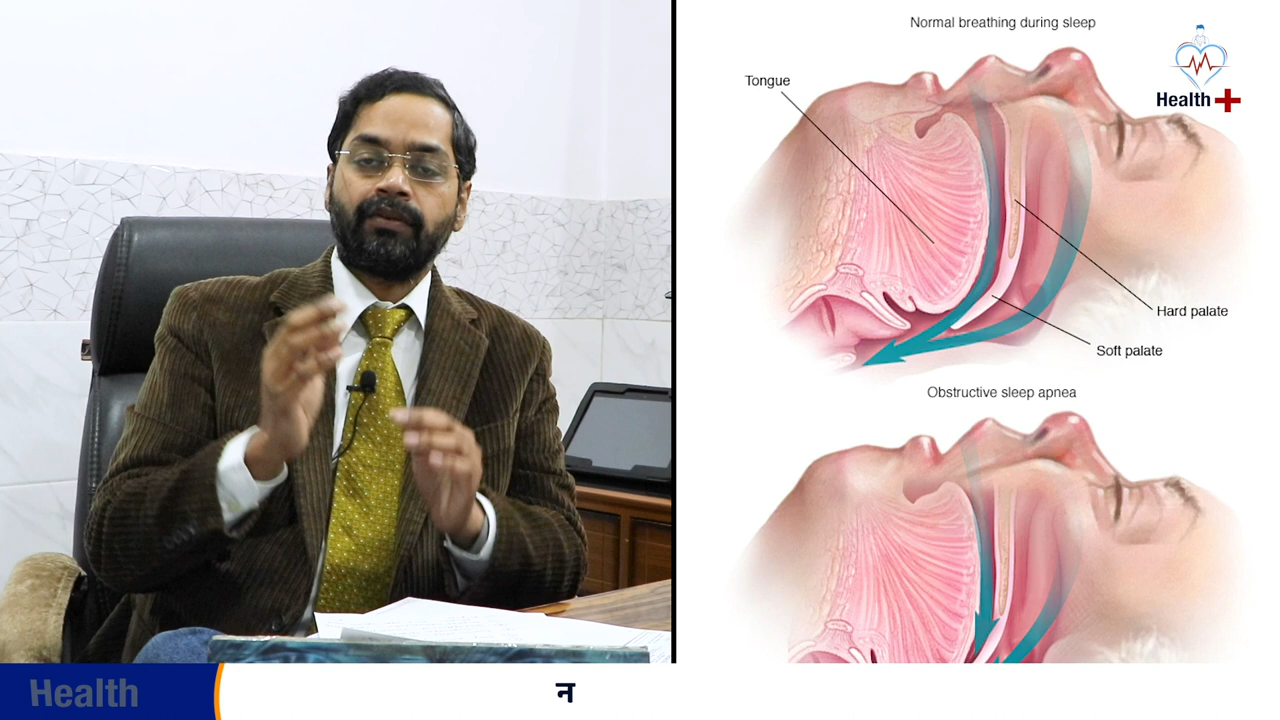 Normal breathing during sleep
Health
Tongue
Hard palate
Soft palate
Obstructive sleep apnea
Health
न